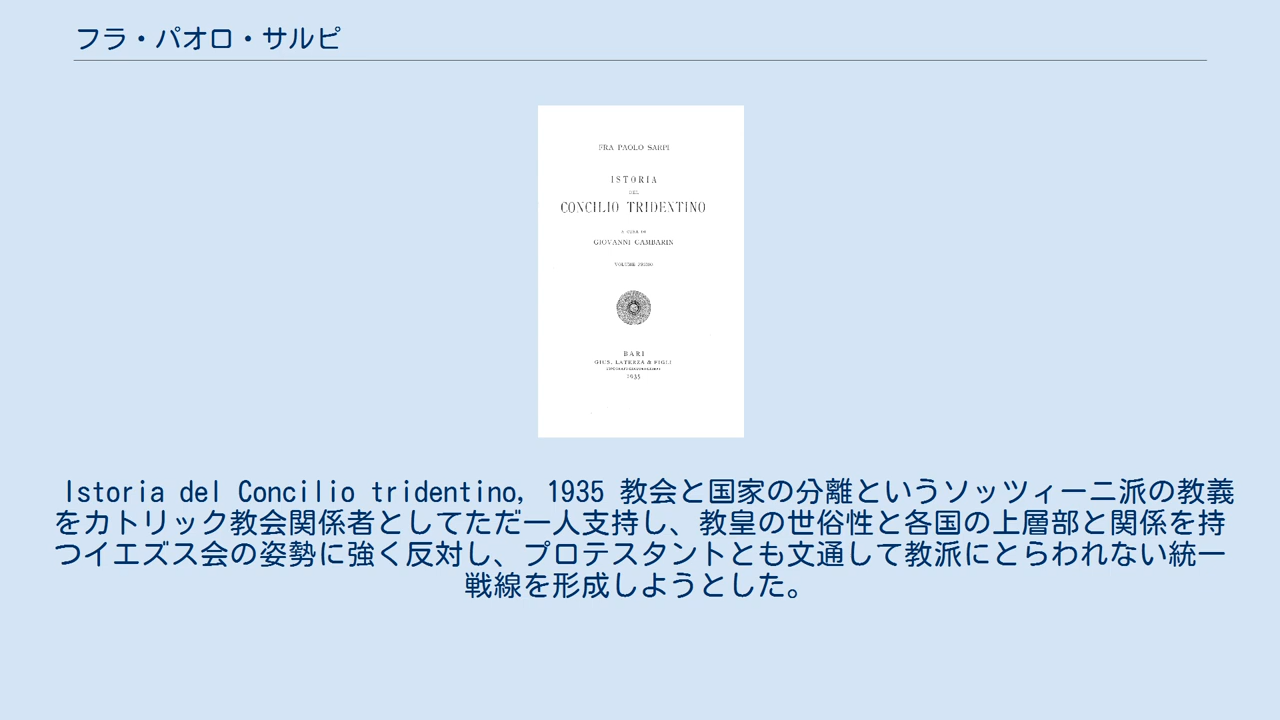 フラ・パオロ・サルピ
FRA PAOLO SARPI
ISTORIA
DEL
CONCILIO TRIDENTINO
A CURA DI
GIOVANNI GAMBARIN
VOLUME PRIMO
BARI
GIUS. LATERZA & FIGLI
1935
Istoria del Concilio tridentino, 1935 教会と国家の分離というソッツィーニ派の教義
をカトリック教会関係者としてただ一人支持し、教皇の世俗性と各国の上層部と関係を持
つイエズス会の姿勢に強く反対し、プロテスタントとも文通して教派にとらわれない統一
戦線を形成しようとした。